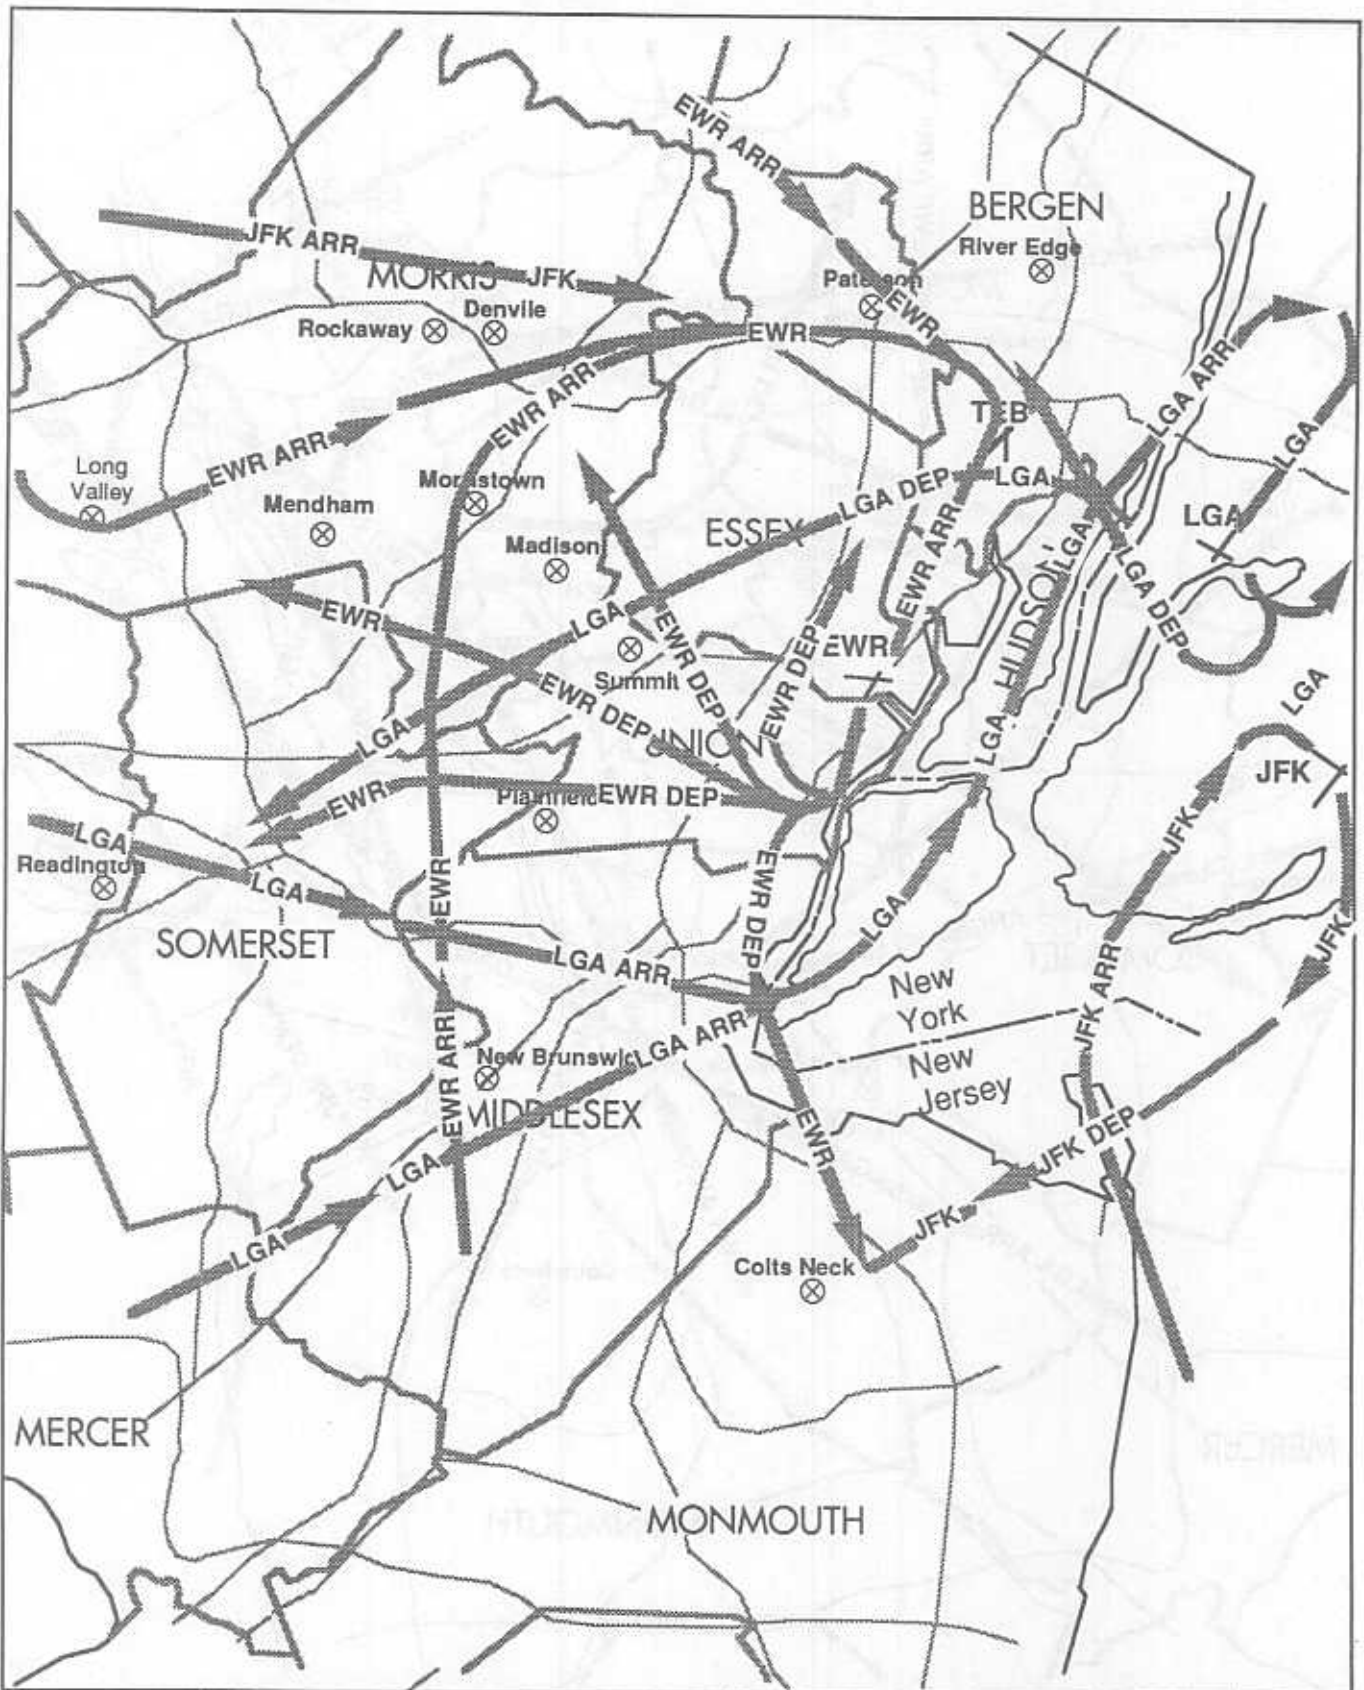 EWR ARR
BERGEN
River Edge
JFK ARR
MORRIS
JFK
Paterson
Denvile
Rockaway
EWR
EWR
LGA ARR
EWR ARR
TEB
EWR ARR
LGA
Long
Valley
Morristown
LGA DEP
LGA
Mendham
LGA
ESSEX
Madison
EWR ARR
LGA
HUDSON
LGA DEP
EWR
LGA
EWR DEP
EWR DEP
EWR
Summit
LGA
EWR DEP
LGA
UNION
LGA
JFK
EWR
Plainfield
EWR DEP
JFK
LGA
Readington
LGA
EWR
EWR DEP
LGA
SOMERSET
LGA ARR
JFK
New
York
JFK ARR
EWR ARR
New Brunswic
LGA ARR
New
Jersey
MIDDLESEX
EWR
JFK DEP
LGA
LGA
JFK
Colts Neck
MERCER
MONMOUTH